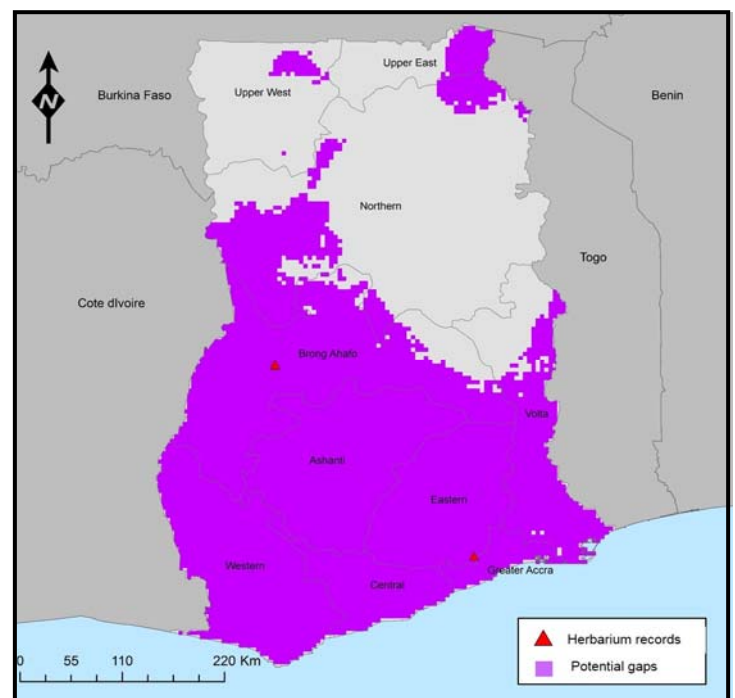 Upper East
Burkina Faso
Upper West
Benin
N
Northern
Togo
Cote dIvoire
Brong Ahafo
Volta
Ashanti
Eastern
Western
Greater Accra
Central
Herbarium records
Potential gaps
0 55 110 220 Km